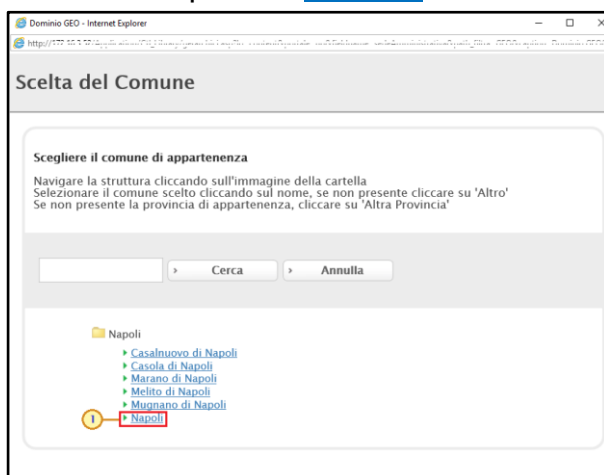 Dominio GEO - Internet Explorer
Scelta del Comune
Scegliere il comune di appartenenza
Navigare la struttura cliccando sull'immagine della cartella
Selezionare il comune scelto cliccando sul nome, se non presente cliccare su 'Altro'
Se non presente la provincia di appartenenza, cliccare su 'Altra Provincia'
Cerca Annulla
Napoli
Casalnuovo di Napoli
Casola di Napoli
Marano di Napoli
Melito di Napoli
Mugnano di Napoli
1 Napoli